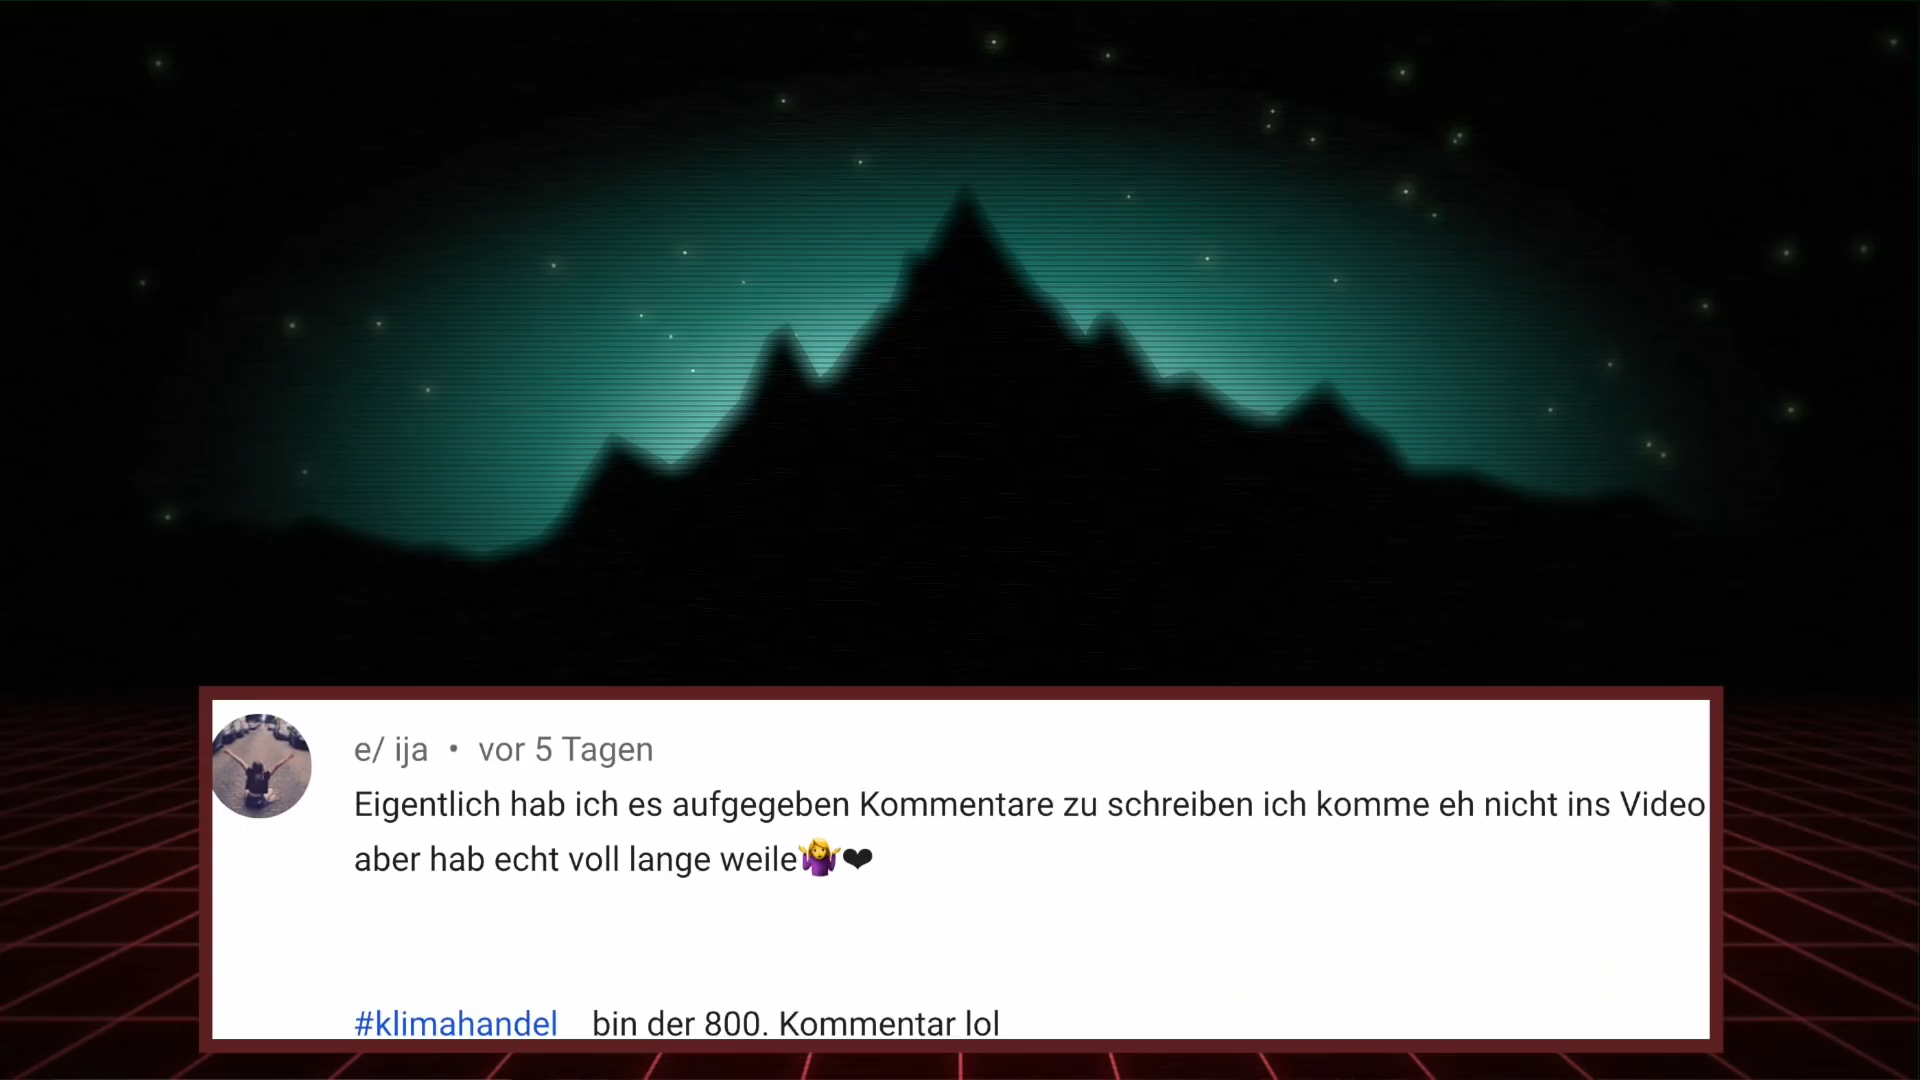 e/ ija • vor 5 Tagen
Eigentlich hab ich es aufgegeben Kommentare zu schreiben ich komme eh nicht ins Video
aber hab echt voll lange weile🤷‍♀️❤
#klimahandel bin der 800. Kommentar lol